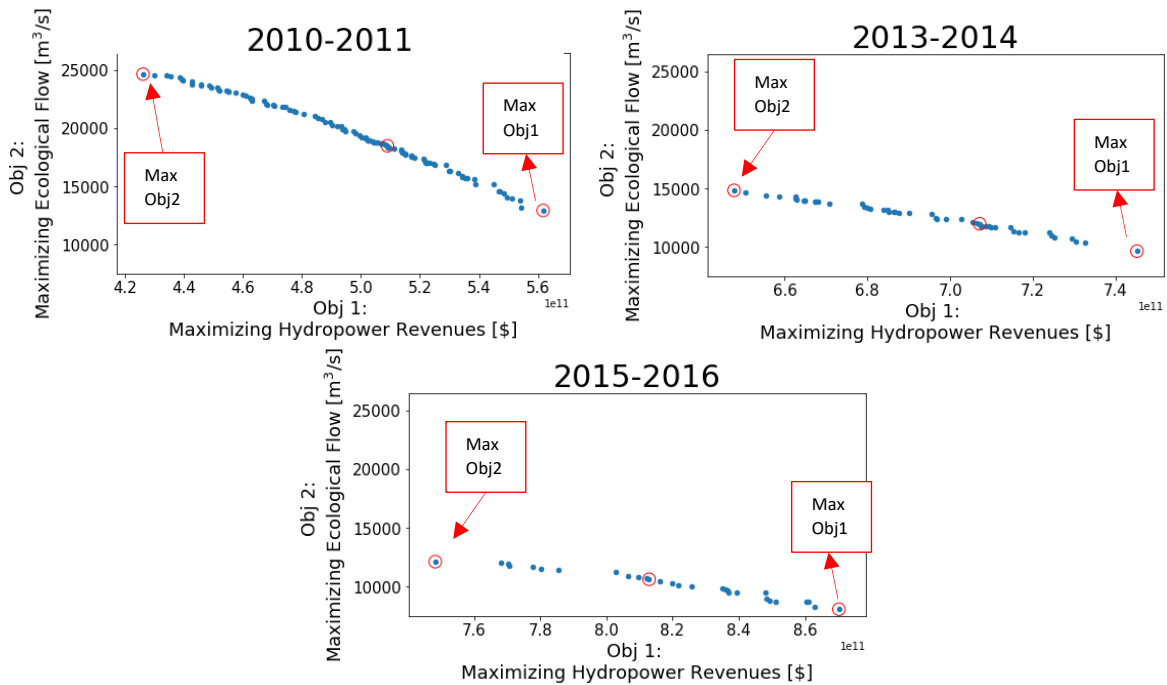 2010-2011
Obj 2:
Maximizing Ecological Flow [m³/s]
25000
20000
15000
10000
Max
Obj2
Max
Obj1
4.2
4.4
4.6
4.8
5.0
5.2
5.4
5.6
1e11
Obj 1:
Maximizing Hydropower Revenues [$]
2013-2014
Obj 2:
Maximizing Ecological Flow [m³/s]
25000
20000
15000
10000
Max
Obj2
Max
Obj1
6.6
6.8
7.0
7.2
7.4
1e11
Obj 1:
Maximizing Hydropower Revenues [$]
2015-2016
Obj 2:
Maximizing Ecological Flow [m³/s]
25000
20000
15000
10000
Max
Obj2
Max
Obj1
7.6
7.8
8.0
8.2
8.4
8.6
1e11
Obj 1:
Maximizing Hydropower Revenues [$]